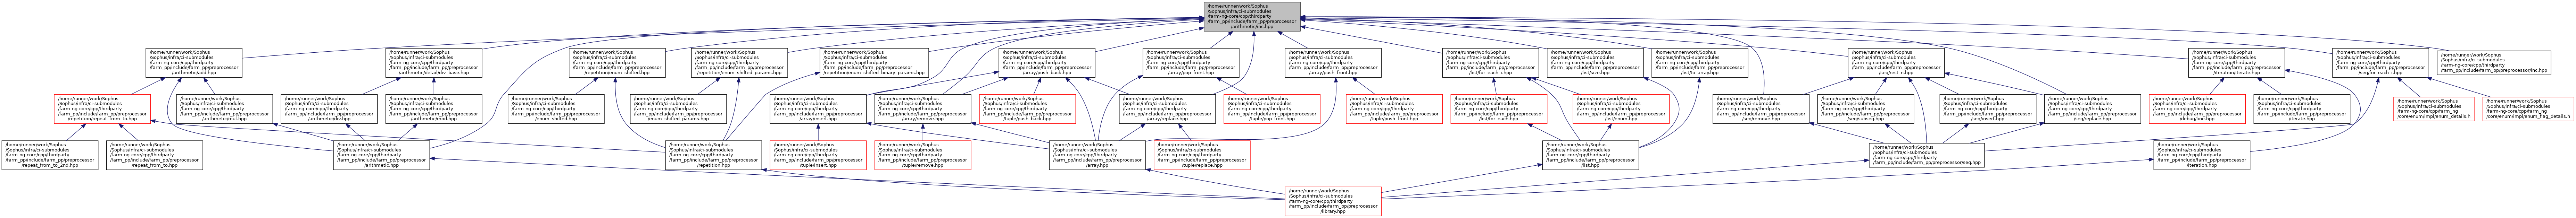 /home/runner/work/Sophus
/Sophus/infra/ci-submodules
/farm-ng-core/cpp/thirdparty
/farm_pp/include/farm_pp/preprocessor
/arithmetic/inc.hpp
/home/runner/work/Sophus
/Sophus/infra/ci-submodules
/farm-ng-core/cpp/thirdparty
/farm_pp/include/farm_pp/preprocessor
/arithmetic/add.hpp
/home/runner/work/Sophus
/Sophus/infra/ci-submodules
/farm-ng-core/cpp/thirdparty
/farm_pp/include/farm_pp/preprocessor
/arithmetic/detail/div_base.hpp
/home/runner/work/Sophus
/Sophus/infra/ci-submodules
/farm-ng-core/cpp/thirdparty
/farm_pp/include/farm_pp/preprocessor
/repetition/enum_shifted.hpp
/home/runner/work/Sophus
/Sophus/infra/ci-submodules
/farm-ng-core/cpp/thirdparty
/farm_pp/include/farm_pp/preprocessor
/repetition/enum_shifted_params.hpp
/home/runner/work/Sophus
/Sophus/infra/ci-submodules
/farm-ng-core/cpp/thirdparty
/farm_pp/include/farm_pp/preprocessor
/repetition/enum_shifted_binary_params.hpp
/home/runner/work/Sophus
/Sophus/infra/ci-submodules
/farm-ng-core/cpp/thirdparty
/farm_pp/include/farm_pp/preprocessor
/array/push_back.hpp
/home/runner/work/Sophus
/Sophus/infra/ci-submodules
/farm-ng-core/cpp/thirdparty
/farm_pp/include/farm_pp/preprocessor
/array/pop_front.hpp
/home/runner/work/Sophus
/Sophus/infra/ci-submodules
/farm-ng-core/cpp/thirdparty
/farm_pp/include/farm_pp/preprocessor
/array/push_front.hpp
/home/runner/work/Sophus
/Sophus/infra/ci-submodules
/farm-ng-core/cpp/thirdparty
/farm_pp/include/farm_pp/preprocessor
/list/for_each_i.hpp
/home/runner/work/Sophus
/Sophus/infra/ci-submodules
/farm-ng-core/cpp/thirdparty
/farm_pp/include/farm_pp/preprocessor
/list/size.hpp
/home/runner/work/Sophus
/Sophus/infra/ci-submodules
/farm-ng-core/cpp/thirdparty
/farm_pp/include/farm_pp/preprocessor
/list/to_array.hpp
/home/runner/work/Sophus
/Sophus/infra/ci-submodules
/farm-ng-core/cpp/thirdparty
/farm_pp/include/farm_pp/preprocessor
/seq/rest_n.hpp
/home/runner/work/Sophus
/Sophus/infra/ci-submodules
/farm-ng-core/cpp/thirdparty
/farm_pp/include/farm_pp/preprocessor
/iteration/iterate.hpp
/home/runner/work/Sophus
/Sophus/infra/ci-submodules
/farm-ng-core/cpp/thirdparty
/farm_pp/include/farm_pp/preprocessor
/seq/for_each_i.hpp
/home/runner/work/Sophus
/Sophus/infra/ci-submodules
/farm-ng-core/cpp/thirdparty
/farm_pp/include/farm_pp/preprocessor/inc.hpp
/home/runner/work/Sophus
/Sophus/infra/ci-submodules
/farm-ng-core/cpp/thirdparty
/farm_pp/include/farm_pp/preprocessor
/repetition/repeat_from_to.hpp
/home/runner/work/Sophus
/Sophus/infra/ci-submodules
/farm-ng-core/cpp/thirdparty
/farm_pp/include/farm_pp/preprocessor
/arithmetic/mul.hpp
/home/runner/work/Sophus
/Sophus/infra/ci-submodules
/farm-ng-core/cpp/thirdparty
/farm_pp/include/farm_pp/preprocessor
/arithmetic/div.hpp
/home/runner/work/Sophus
/Sophus/infra/ci-submodules
/farm-ng-core/cpp/thirdparty
/farm_pp/include/farm_pp/preprocessor
/arithmetic/mod.hpp
/home/runner/work/Sophus
/Sophus/infra/ci-submodules
/farm-ng-core/cpp/thirdparty
/farm_pp/include/farm_pp/preprocessor
/enum_shifted.hpp
/home/runner/work/Sophus
/Sophus/infra/ci-submodules
/farm-ng-core/cpp/thirdparty
/farm_pp/include/farm_pp/preprocessor
/enum_shifted_params.hpp
/home/runner/work/Sophus
/Sophus/infra/ci-submodules
/farm-ng-core/cpp/thirdparty
/farm_pp/include/farm_pp/preprocessor
/array/insert.hpp
/home/runner/work/Sophus
/Sophus/infra/ci-submodules
/farm-ng-core/cpp/thirdparty
/farm_pp/include/farm_pp/preprocessor
/array/remove.hpp
/home/runner/work/Sophus
/Sophus/infra/ci-submodules
/farm-ng-core/cpp/thirdparty
/farm_pp/include/farm_pp/preprocessor
/tuple/push_back.hpp
/home/runner/work/Sophus
/Sophus/infra/ci-submodules
/farm-ng-core/cpp/thirdparty
/farm_pp/include/farm_pp/preprocessor
/array/replace.hpp
/home/runner/work/Sophus
/Sophus/infra/ci-submodules
/farm-ng-core/cpp/thirdparty
/farm_pp/include/farm_pp/preprocessor
/tuple/pop_front.hpp
/home/runner/work/Sophus
/Sophus/infra/ci-submodules
/farm-ng-core/cpp/thirdparty
/farm_pp/include/farm_pp/preprocessor
/tuple/push_front.hpp
/home/runner/work/Sophus
/Sophus/infra/ci-submodules
/farm-ng-core/cpp/thirdparty
/farm_pp/include/farm_pp/preprocessor
/list/for_each.hpp
/home/runner/work/Sophus
/Sophus/infra/ci-submodules
/farm-ng-core/cpp/thirdparty
/farm_pp/include/farm_pp/preprocessor
/list/enum.hpp
/home/runner/work/Sophus
/Sophus/infra/ci-submodules
/farm-ng-core/cpp/thirdparty
/farm_pp/include/farm_pp/preprocessor
/seq/remove.hpp
/home/runner/work/Sophus
/Sophus/infra/ci-submodules
/farm-ng-core/cpp/thirdparty
/farm_pp/include/farm_pp/preprocessor
/seq/subseq.hpp
/home/runner/work/Sophus
/Sophus/infra/ci-submodules
/farm-ng-core/cpp/thirdparty
/farm_pp/include/farm_pp/preprocessor
/seq/insert.hpp
/home/runner/work/Sophus
/Sophus/infra/ci-submodules
/farm-ng-core/cpp/thirdparty
/farm_pp/include/farm_pp/preprocessor
/seq/replace.hpp
/home/runner/work/Sophus
/Sophus/infra/ci-submodules
/farm-ng-core/cpp/thirdparty
/farm_pp/include/farm_pp/preprocessor
/debug/line.hpp
/home/runner/work/Sophus
/Sophus/infra/ci-submodules
/farm-ng-core/cpp/thirdparty
/farm_pp/include/farm_pp/preprocessor
/iterate.hpp
/home/runner/work/Sophus
/Sophus/infra/ci-submodules
/farm-ng-core/cpp/farm_ng
/core/enum/impl/enum_details.h
/home/runner/work/Sophus
/Sophus/infra/ci-submodules
/farm-ng-core/cpp/farm_ng
/core/enum/impl/enum_flag_details.h
/home/runner/work/Sophus
/Sophus/infra/ci-submodules
/farm-ng-core/cpp/thirdparty
/farm_pp/include/farm_pp/preprocessor
/repeat_from_to_2nd.hpp
/home/runner/work/Sophus
/Sophus/infra/ci-submodules
/farm-ng-core/cpp/thirdparty
/farm_pp/include/farm_pp/preprocessor
/repeat_from_to.hpp
/home/runner/work/Sophus
/Sophus/infra/ci-submodules
/farm-ng-core/cpp/thirdparty
/farm_pp/include/farm_pp/preprocessor
/arithmetic.hpp
/home/runner/work/Sophus
/Sophus/infra/ci-submodules
/farm-ng-core/cpp/thirdparty
/farm_pp/include/farm_pp/preprocessor
/repetition.hpp
/home/runner/work/Sophus
/Sophus/infra/ci-submodules
/farm-ng-core/cpp/thirdparty
/farm_pp/include/farm_pp/preprocessor
/tuple/insert.hpp
/home/runner/work/Sophus
/Sophus/infra/ci-submodules
/farm-ng-core/cpp/thirdparty
/farm_pp/include/farm_pp/preprocessor
/tuple/remove.hpp
/home/runner/work/Sophus
/Sophus/infra/ci-submodules
/farm-ng-core/cpp/thirdparty
/farm_pp/include/farm_pp/preprocessor
/array.hpp
/home/runner/work/Sophus
/Sophus/infra/ci-submodules
/farm-ng-core/cpp/thirdparty
/farm_pp/include/farm_pp/preprocessor
/tuple/replace.hpp
/home/runner/work/Sophus
/Sophus/infra/ci-submodules
/farm-ng-core/cpp/thirdparty
/farm_pp/include/farm_pp/preprocessor
/list.hpp
/home/runner/work/Sophus
/Sophus/infra/ci-submodules
/farm-ng-core/cpp/thirdparty
/farm_pp/include/farm_pp/preprocessor/seq.hpp
/home/runner/work/Sophus
/Sophus/infra/ci-submodules
/farm-ng-core/cpp/thirdparty
/farm_pp/include/farm_pp/preprocessor
/iteration.hpp
/home/runner/work/Sophus
/Sophus/infra/ci-submodules
/farm-ng-core/cpp/thirdparty
/farm_pp/include/farm_pp/preprocessor
/library.hpp